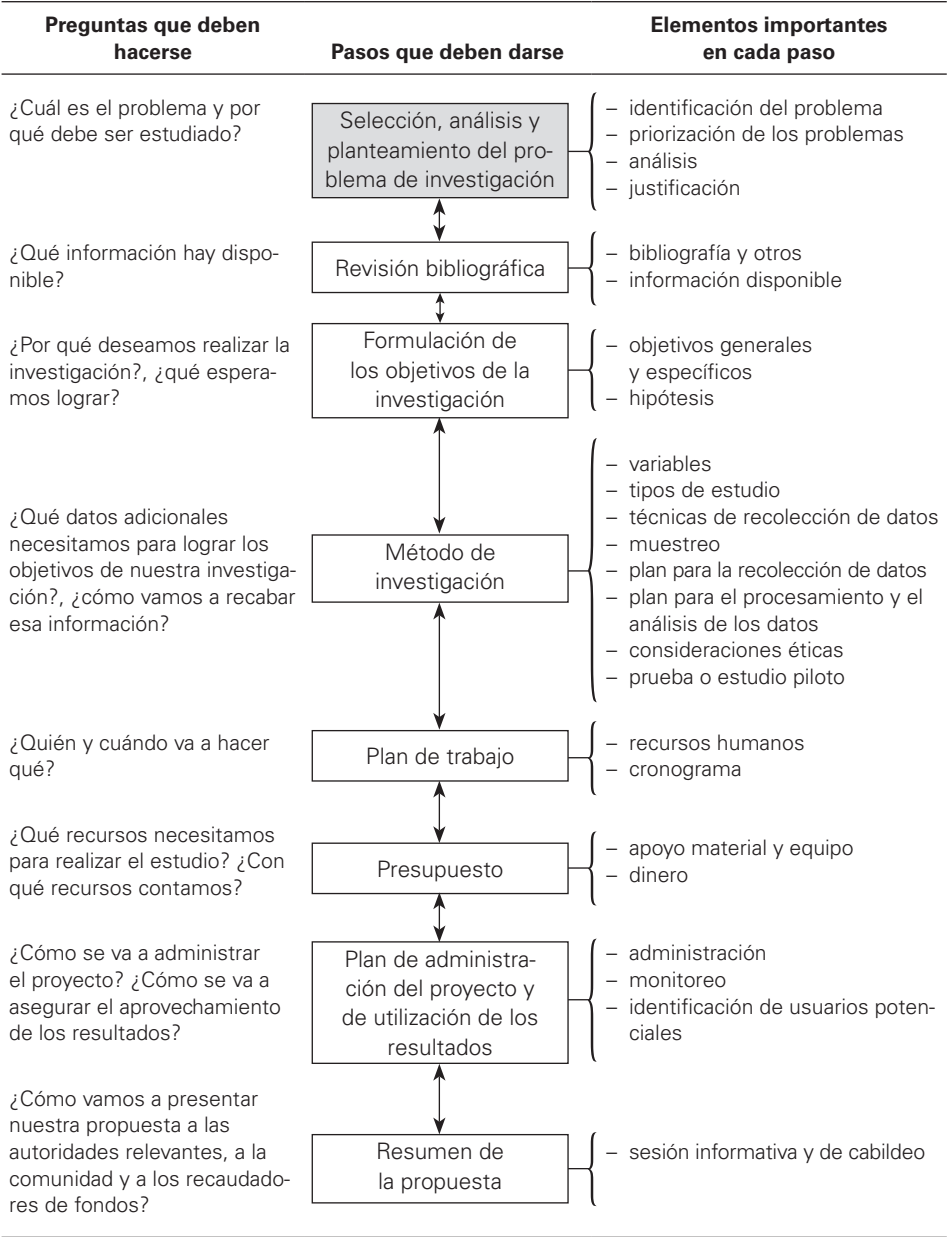 Preguntas que deben
hacerse
Pasos que deben darse
Elementos importantes
en cada paso
¿Cuál es el problema y por
qué debe ser estudiado?
Selección, análisis y
planteamiento del pro-
blema de investigación
– identificación del problema
– priorización de los problemas
– análisis
– justificación
¿Qué información hay dispo-
nible?
Revisión bibliográfica
– bibliografía y otros
– información disponible
¿Por qué deseamos realizar la
investigación?, ¿qué espera-
mos lograr?
Formulación de
los objetivos de la
investigación
– objetivos generales
y específicos
– hipótesis
¿Qué datos adicionales
necesitamos para lograr los
objetivos de nuestra investiga-
ción?, ¿cómo vamos a recabar
esa información?
Método de
investigación
– variables
– tipos de estudio
– técnicas de recolección de datos
– muestreo
– plan para la recolección de datos
– plan para el procesamiento y el
análisis de los datos
– consideraciones éticas
– prueba o estudio piloto
¿Quién y cuándo va a hacer
qué?
Plan de trabajo
– recursos humanos
– cronograma
¿Qué recursos necesitamos
para realizar el estudio? ¿Con
qué recursos contamos?
Presupuesto
– apoyo material y equipo
– dinero
¿Cómo se va a administrar
el proyecto? ¿Cómo se va a
asegurar el aprovechamiento
de los resultados?
Plan de administra-
ción del proyecto y
de utilización de los
resultados
– administración
– monitoreo
– identificación de usuarios poten-
ciales
¿Cómo vamos a presentar
nuestra propuesta a las
autoridades relevantes, a la
comunidad y a los recaudado-
res de fondos?
Resumen de
la propuesta
– sesión informativa y de cabildeo